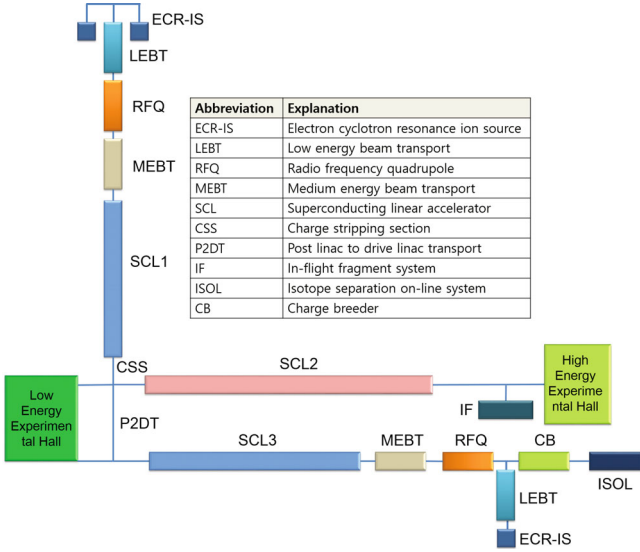 ECR-IS
LEBT
RFQ
MEBT
SCL1
Abbreviation Explanation
ECR-IS Electron cyclotron resonance ion source
LEBT Low energy beam transport
RFQ Radio frequency quadrupole
MEBT Medium energy beam transport
SCL Superconducting linear accelerator
CSS Charge stripping section
P2DT Post linac to drive linac transport
IF In-flight fragment system
ISOL Isotope separation on-line system
CB Charge breeder
CSS
SCL2
High
Energy
Experime
ntal Hall
Low
Energy
Experimen
tal Hall
P2DT
IF
SCL3
MEBT
RFQ
CB
ISOL
LEBT
ECR-IS